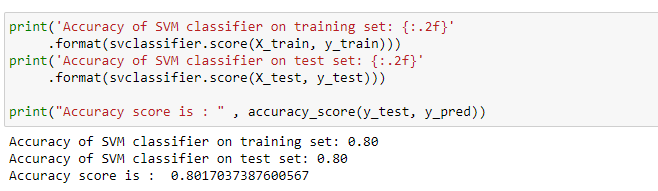 print('Accuracy of SVM classifier on training set: {:.2f}'
     .format(svclassifier.score(X_train, y_train)))
print('Accuracy of SVM classifier on test set: {:.2f}'
     .format(svclassifier.score(X_test, y_test)))

print("Accuracy score is : " , accuracy_score(y_test, y_pred))
Accuracy of SVM classifier on training set: 0.80
Accuracy of SVM classifier on test set: 0.80
Accuracy score is :  0.8017037387600567